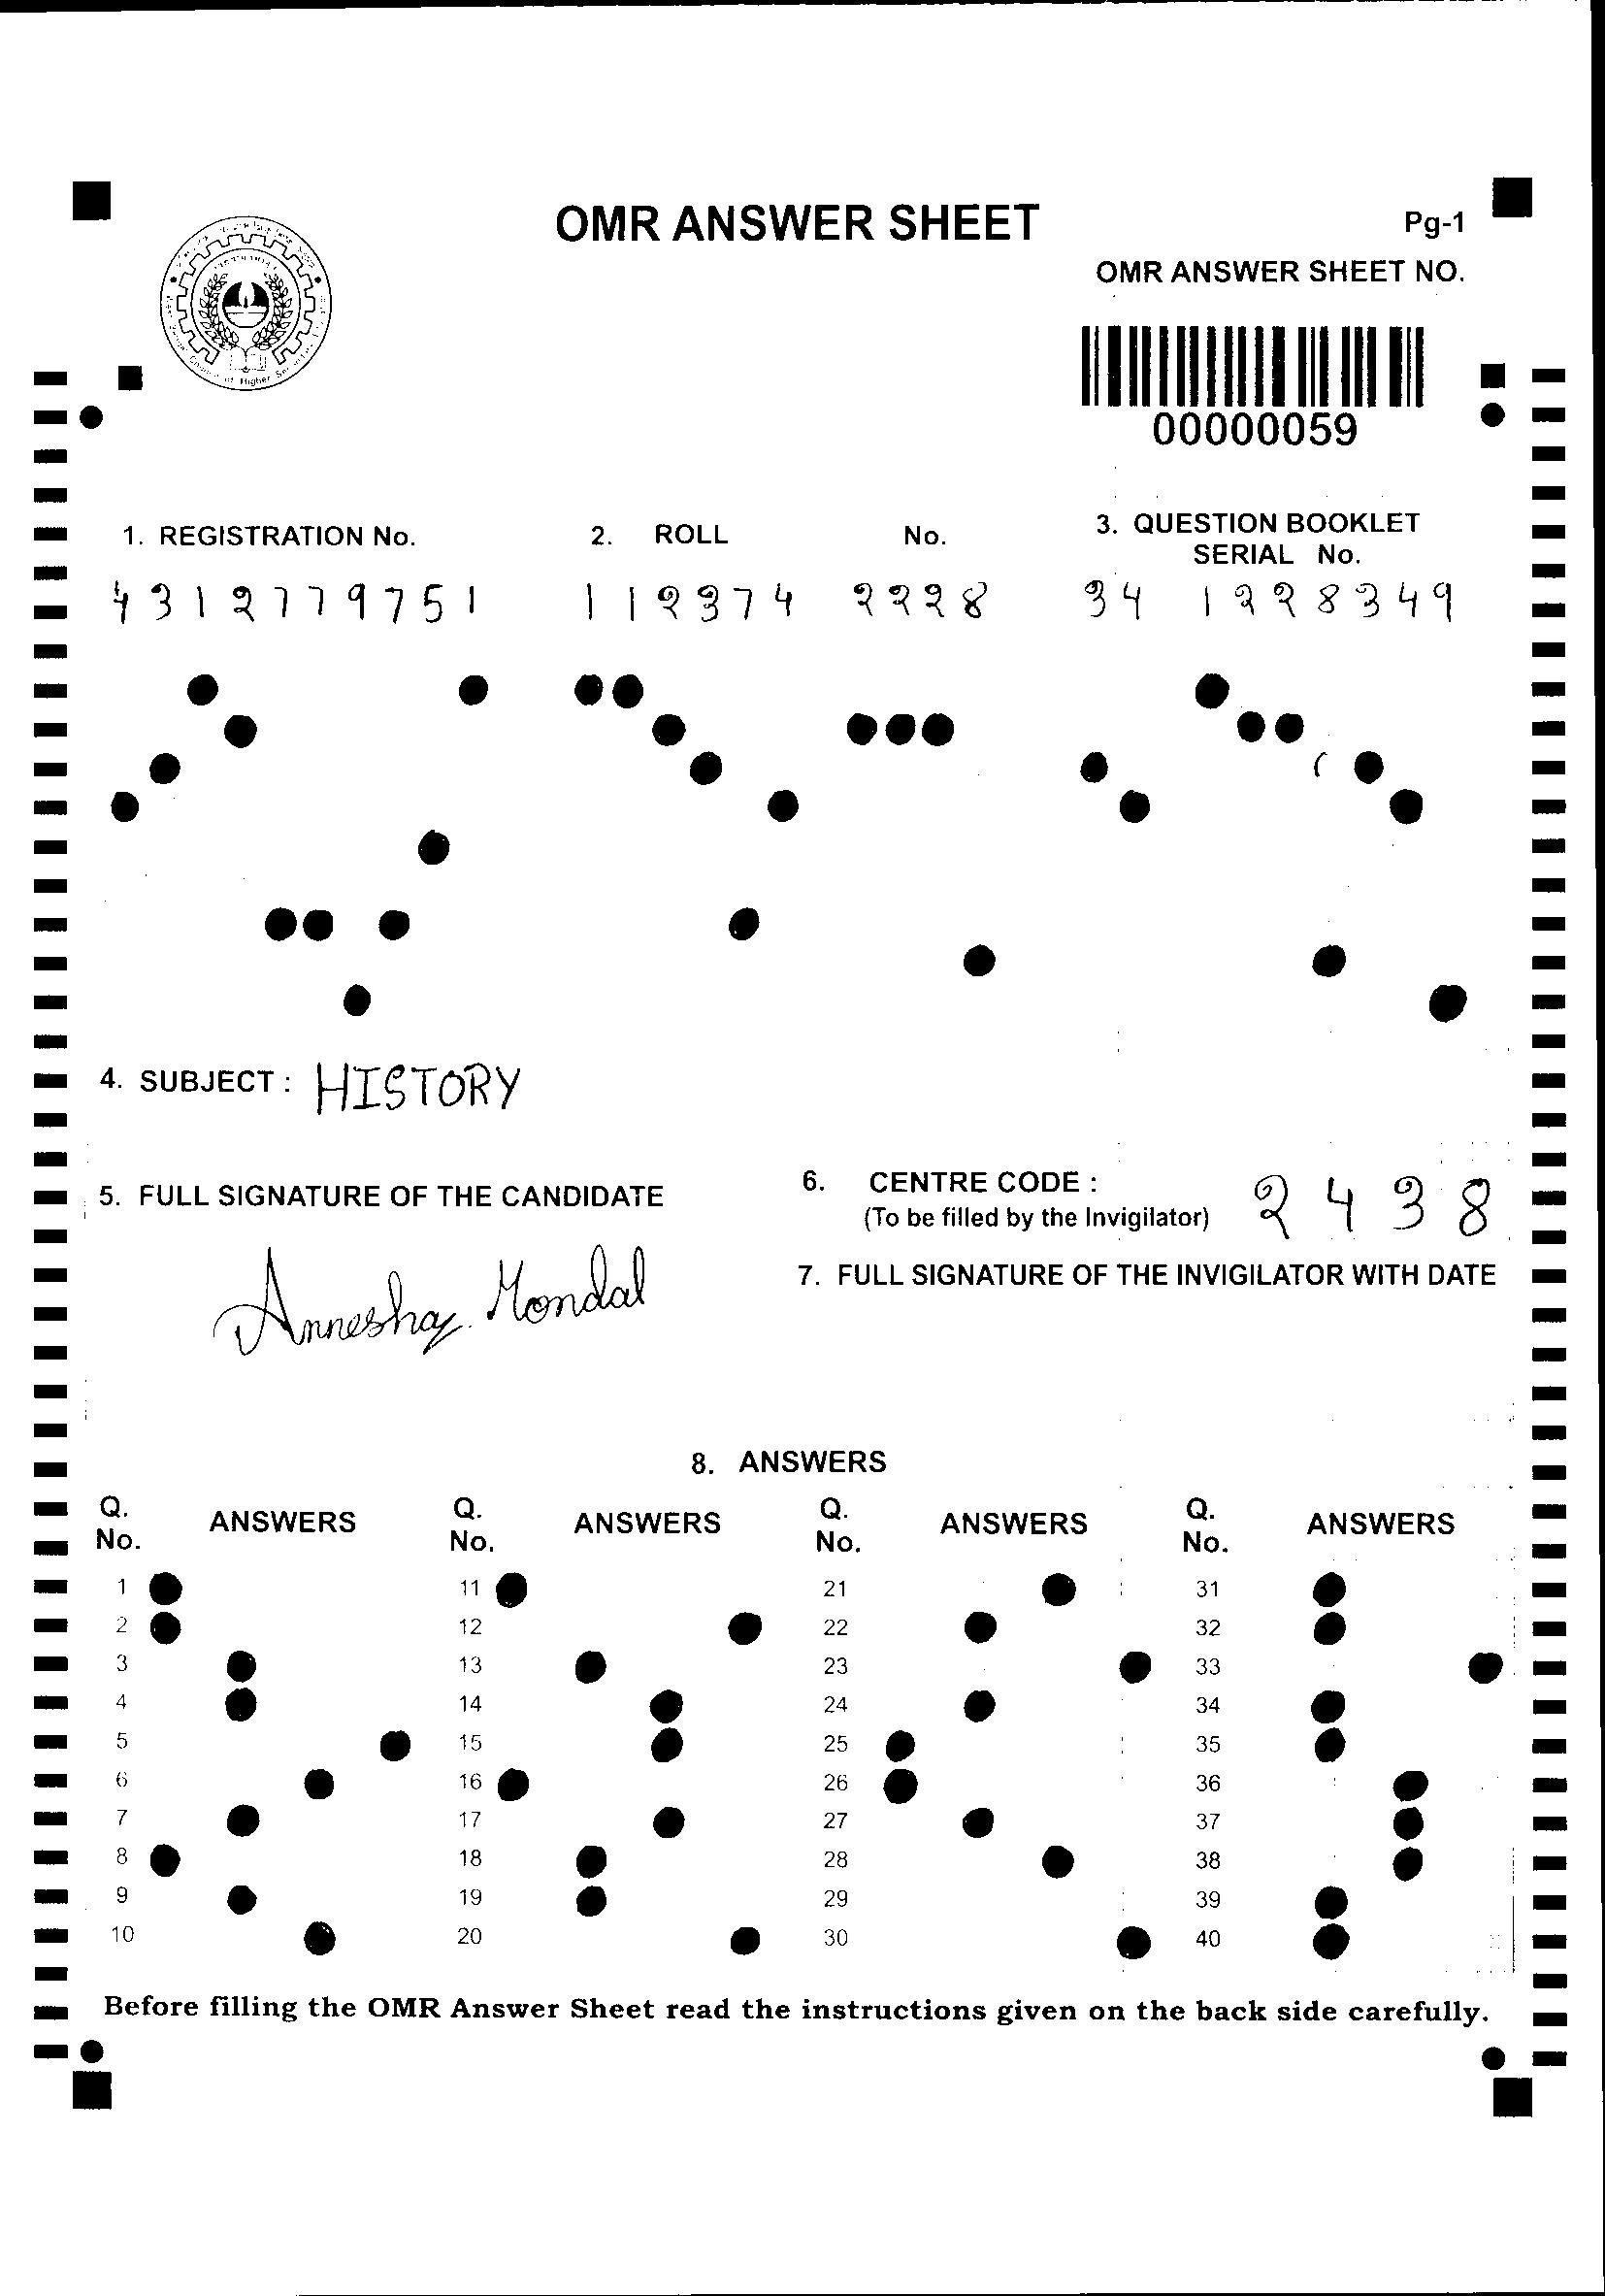 OMR ANSWER SHEET
Pg-1
OMR ANSWER SHEET NO.
00000059
1. REGISTRATION No.
2. ROLL No.
3. QUESTION BOOKLET
SERIAL No.
4312779751
112374 2228
34 1228349
4. SUBJECT : HISTORY
5. FULL SIGNATURE OF THE CANDIDATE
6. CENTRE CODE : 2438
(To be filled by the Invigilator)
7. FULL SIGNATURE OF THE INVIGILATOR WITH DATE
Mondal
8. ANSWERS
Q. ANSWERS Q. ANSWERS Q. ANSWERS Q. ANSWERS
No. No. No. No.
1 11 21 31
2 12 22 32
3 13 23 33
4 14 24 34
5 15 25 35
6 16 26 36
7 17 27 37
8 18 28 38
9 19 29 39
10 20 30 40
Before filling the OMR Answer Sheet read the instructions given on the back side carefully.